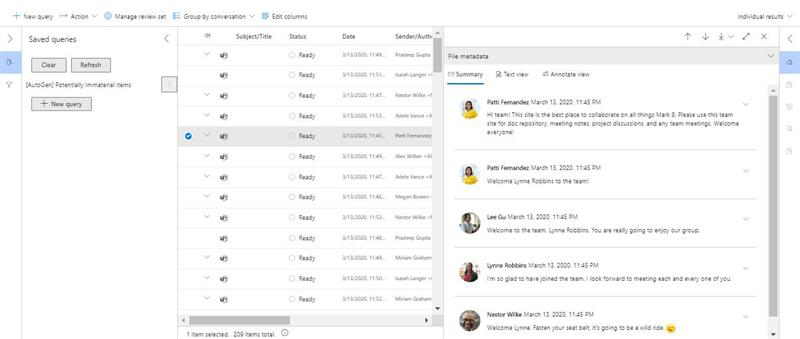 New query Action Manage review set Group by conversation Edit columns Individual results
Saved queries
Clear Refresh
[AutoGen] Potentially Immaterial Items
New query
Subject/Title Status Date Sender/Autho
Ready 3/13/2020, 11:49... Pradeep Gupta
Ready 3/13/2020, 11:51... Isaiah Langer <
Ready 3/13/2020, 11:47... Nestor Wilke <
Ready 3/13/2020, 11:53... Adele Vance <
Ready 3/13/2020, 11:45... Patti Fernandez
Ready 3/13/2020, 11:49... Alex Wilber <
Ready 3/13/2020, 11:47... Adele Vance <
Ready 3/13/2020, 11:46... Megan Bowen <
Ready 3/13/2020, 11:53... Nestor Wilke <
Ready 3/13/2020, 11:48... Pradeep Gupta
Ready 3/13/2020, 11:49... Miriam Graham
Ready 3/13/2020, 11:50... Isaiah Langer <
Ready 3/13/2020, 11:52... Miriam Graham
1 item selected. 209 items total.
File metadata
Summary Text view Annotate view
Patti Fernandez March 13, 2020, 11:45 PM
Hi team! This site is the best place to collaborate on all things Mark 8. Please use this team
site for doc repository, meeting notes, project discussions, and any team meetings. Welcome
everyone!
Patti Fernandez March 13, 2020, 11:45 PM
Welcome Lynne Robbins to the team!
Lee Gu March 13, 2020, 11:45 PM
Welcome to the team, Lynne Robbins. You are really going to enjoy our group.
Lynne Robbins March 13, 2020, 11:45 PM
I'm so glad to have joined the team. I look forward to meeting each and every one of you.
Nestor Wilke March 13, 2020, 11:45 PM
Welcome Lynne. Fasten your seat belt, it's going to be a wild ride.